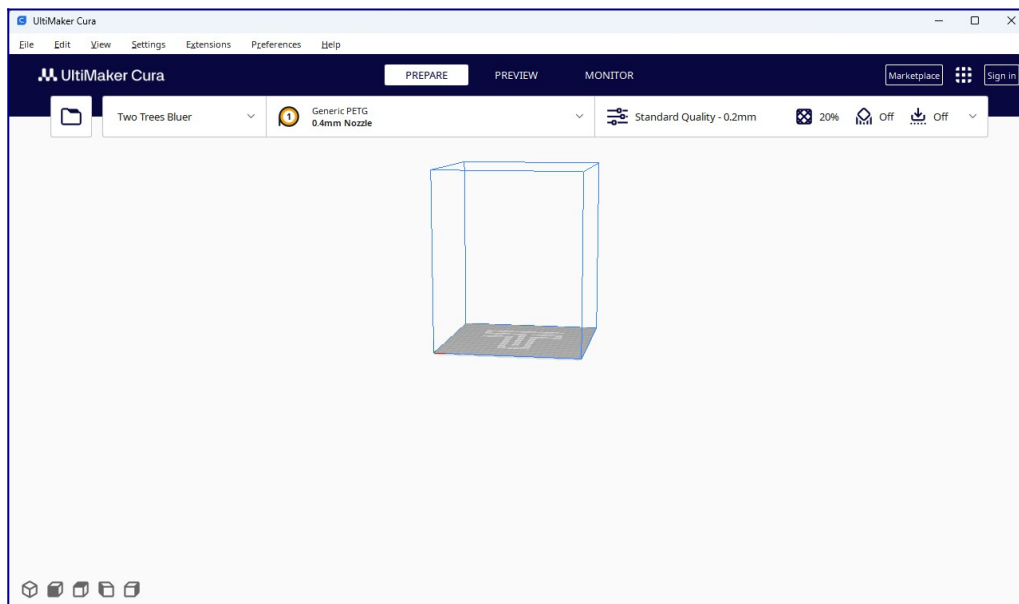 UltiMaker Cura
File Edit View Settings Extensions Preferences Help
UltiMaker Cura PREPARE PREVIEW MONITOR Marketplace Sign in
Two Trees Bluer 1 Generic PETG
0.4mm Nozzle
Standard Quality - 0.2mm 20% Off Off